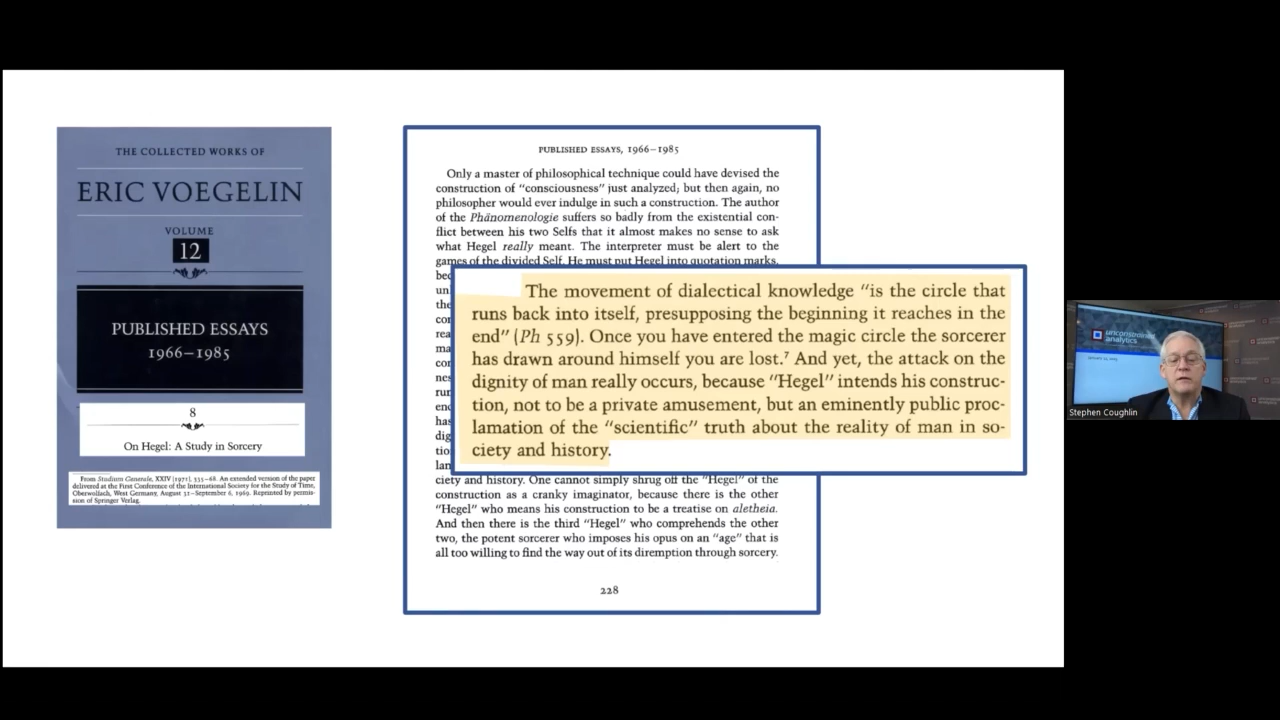 THE COLLECTED WORKS OF
ERIC VOEGELIN
VOLUME
12
PUBLISHED ESSAYS
1966–1985
8
On Hegel: A Study in Sorcery
From Studium Generale, XXIV (1971), 335–68. An extended version of the paper
delivered at the First Conference of the International Society for the Study of Time,
Oberwolfach, West Germany, August 31–September 6, 1969. Reprinted by permis-
sion of Springer Verlag.
PUBLISHED ESSAYS, 1966–1985
Only a master of philosophical technique could have devised the
construction of "consciousness" just analyzed; but then again, no
philosopher would ever indulge in such a construction. The author
of the Phänomenologie suffers so badly from the existential con-
flict between his two Selfs that it almost makes no sense to ask
what Hegel really meant. The interpreter must be alert to the
games of the divided Self. He must put Hegel into quotation marks,
The movement of dialectical knowledge "is the circle that
runs back into itself, presupposing the beginning it reaches in the
end" (Ph 559). Once you have entered the magic circle the sorcerer
has drawn around himself you are lost.7 And yet, the attack on the
dignity of man really occurs, because "Hegel" intends his construc-
tion, not to be a private amusement, but an eminently public proc-
lamation of the "scientific" truth about the reality of man in so-
ciety and history.
ciety and history. One cannot simply shrug off the "Hegel" of the
construction as a cranky imaginator, because there is the other
"Hegel" who means his construction to be a treatise on aletheia.
And then there is the third "Hegel" who comprehends the other
two, the potent sorcerer who imposes his opus on an "age" that is
all too willing to find the way out of its diremption through sorcery.
228
unconstrained
analytics
Stephen Coughlin